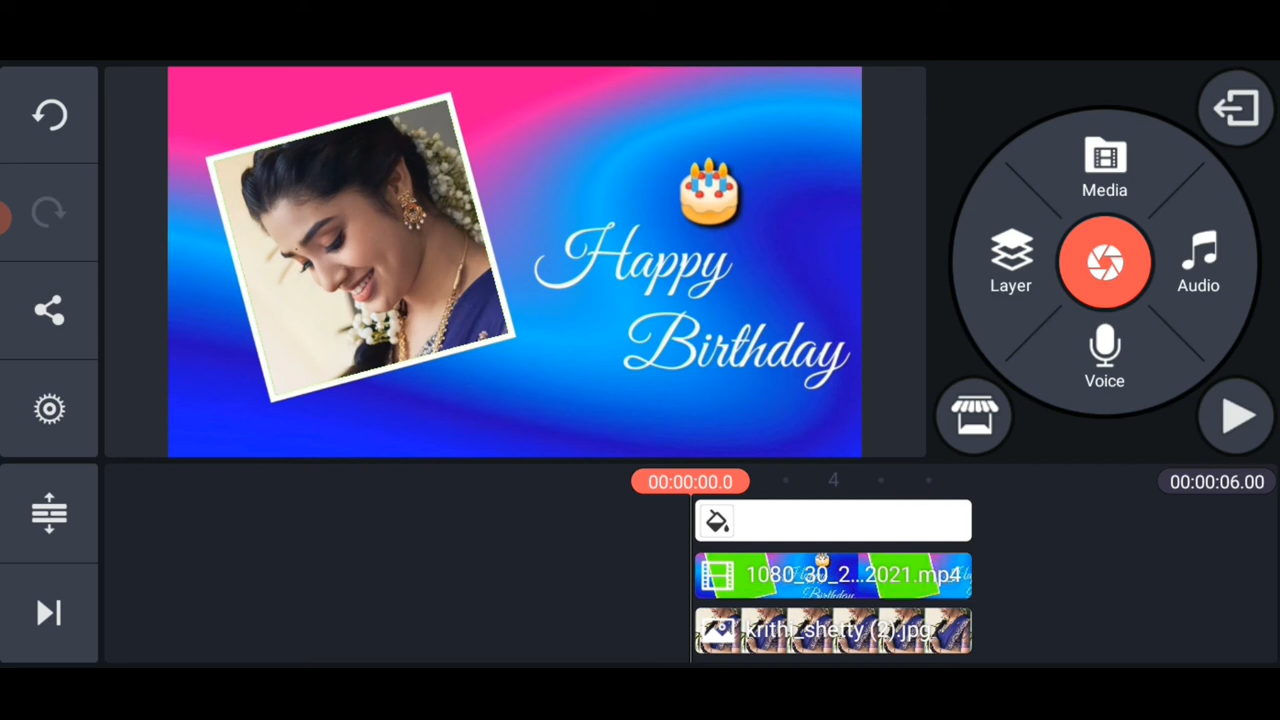 Happy
Birthday
Media
Layer
Audio
Voice
00:00:00.0
4
00:00:06.00
1080_30_2...2021.mp4
krithi_shetty (2).jpg